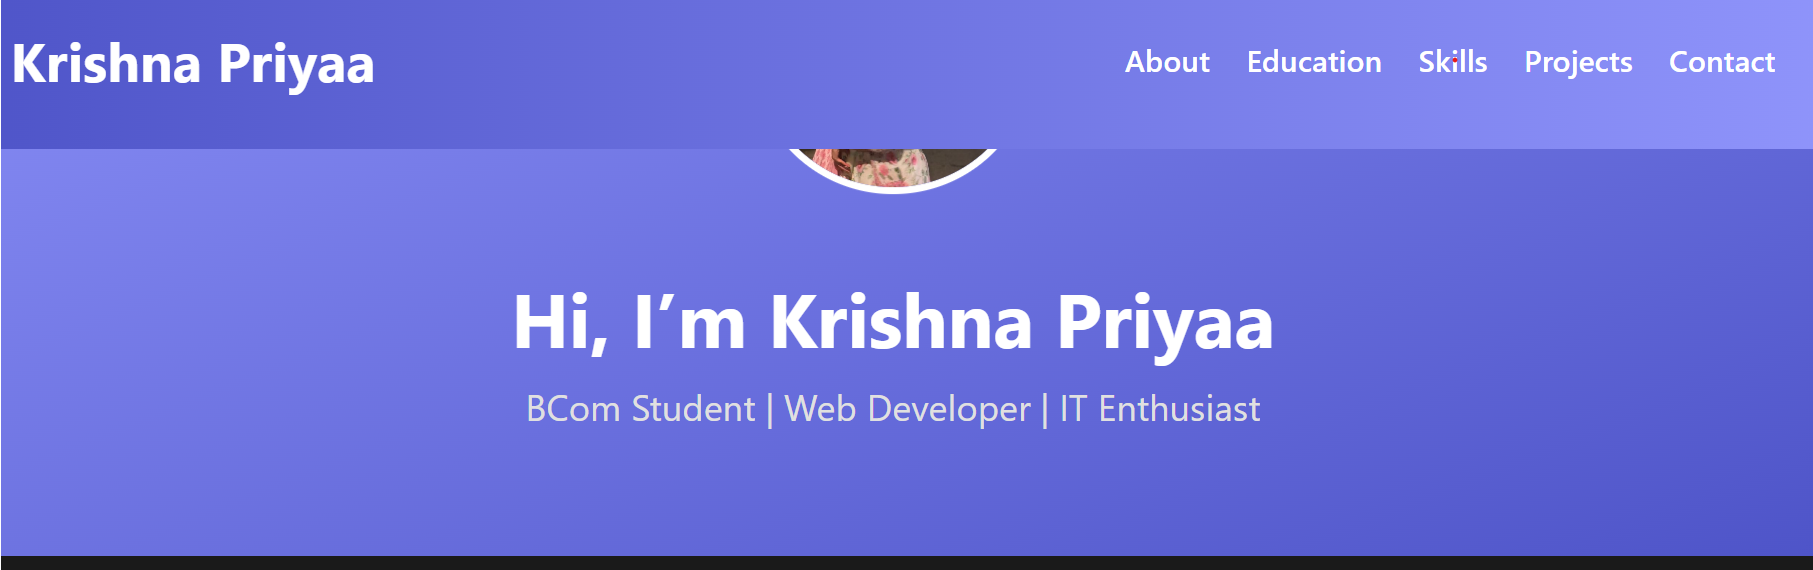 Krishna Priyaa
About Education Skills Projects Contact
Hi, I’m Krishna Priyaa
BCom Student | Web Developer | IT Enthusiast